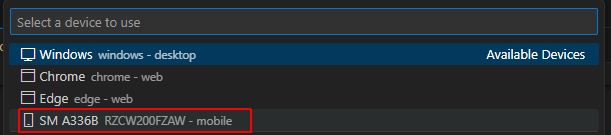 Select a device to use
Windows windows - desktop Available Devices
Chrome chrome - web
Edge edge - web
SM A336B RZCW200FZAW - mobile